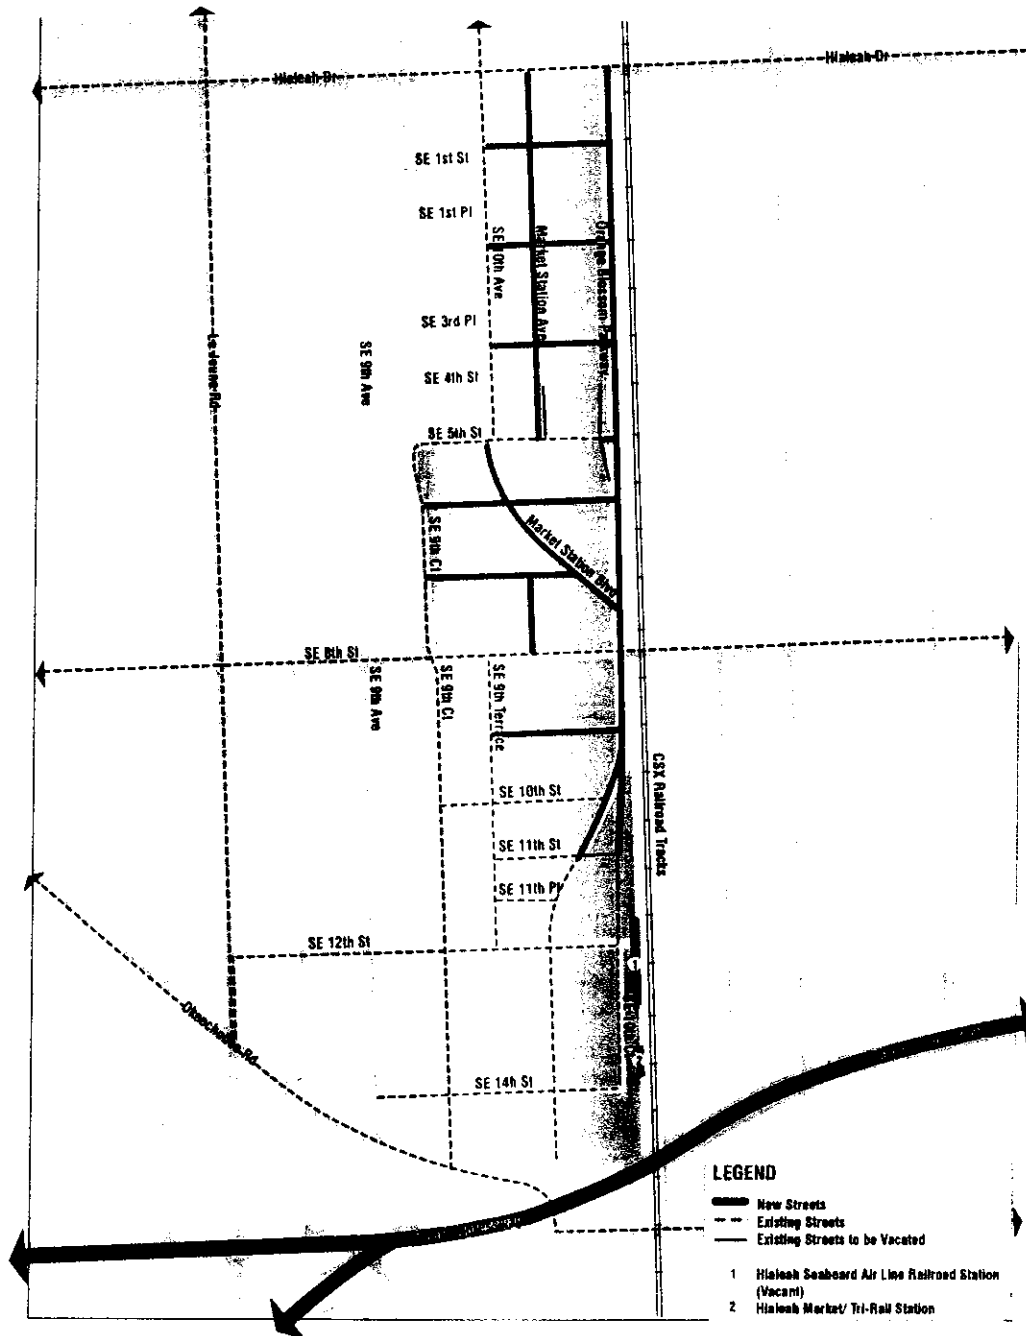 Hialeah Dr
Hialeah Dr
SE 1st St
SE 1st Pl
SE 10th Ave
Market Station Ave
Orange Blossom Parkway
SE 3rd Pl
SE 9th Ave
LeJeune Rd
SE 4th St
SE 5th St
SE 9th Ct
Market Station Blvd
SE 8th St
SE 9th Ave
SE 9th Ct
SE 9th Terrace
CSX Railroad Tracks
SE 10th St
SE 11th St
SE 11th Pl
SE 12th St
1
Okeechobee Rd
SE 14h St
LEGEND
New Streets
Existing Streets
Existing Streets to be Vacated
1 Hialeah Seaboard Air Line Railroad Station
(Vacant)
2 Hialeah Market/ Tri-Rail Station